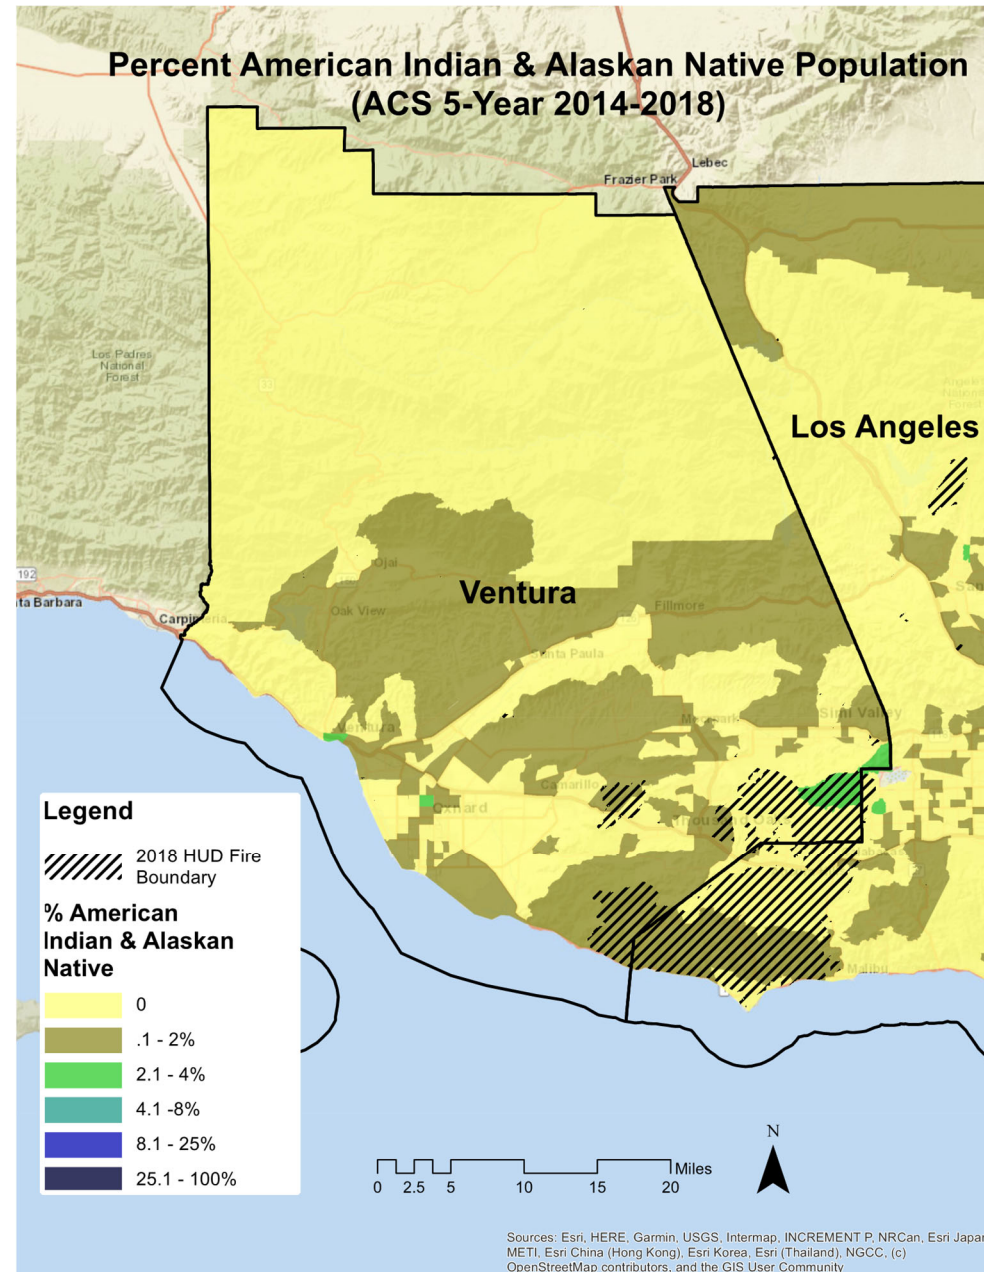 Percent American Indian & Alaskan Native Population
(ACS 5-Year 2014-2018)
Lebec
Frazier Park
Los Padres
National
Forest
33
Los Angeles
192
ta Barbara
Carpinteria
Ojai
Oak View
Ventura
Fillmore
126
San
Santa Paula
Moorpark
Simi Valley
Ventura
Camarillo
Oxnard
Thousand Oaks
Malibu
Legend
2018 HUD Fire
Boundary
% American
Indian & Alaskan
Native
0
.1 - 2%
2.1 - 4%
4.1 -8%
8.1 - 25%
25.1 - 100%
N
Miles
0 2.5 5 10 15 20
Sources: Esri, HERE, Garmin, USGS, Intermap, INCREMENT P, NRCan, Esri Japan
METI, Esri China (Hong Kong), Esri Korea, Esri (Thailand), NGCC, (c)
OpenStreetMap contributors, and the GIS User Community